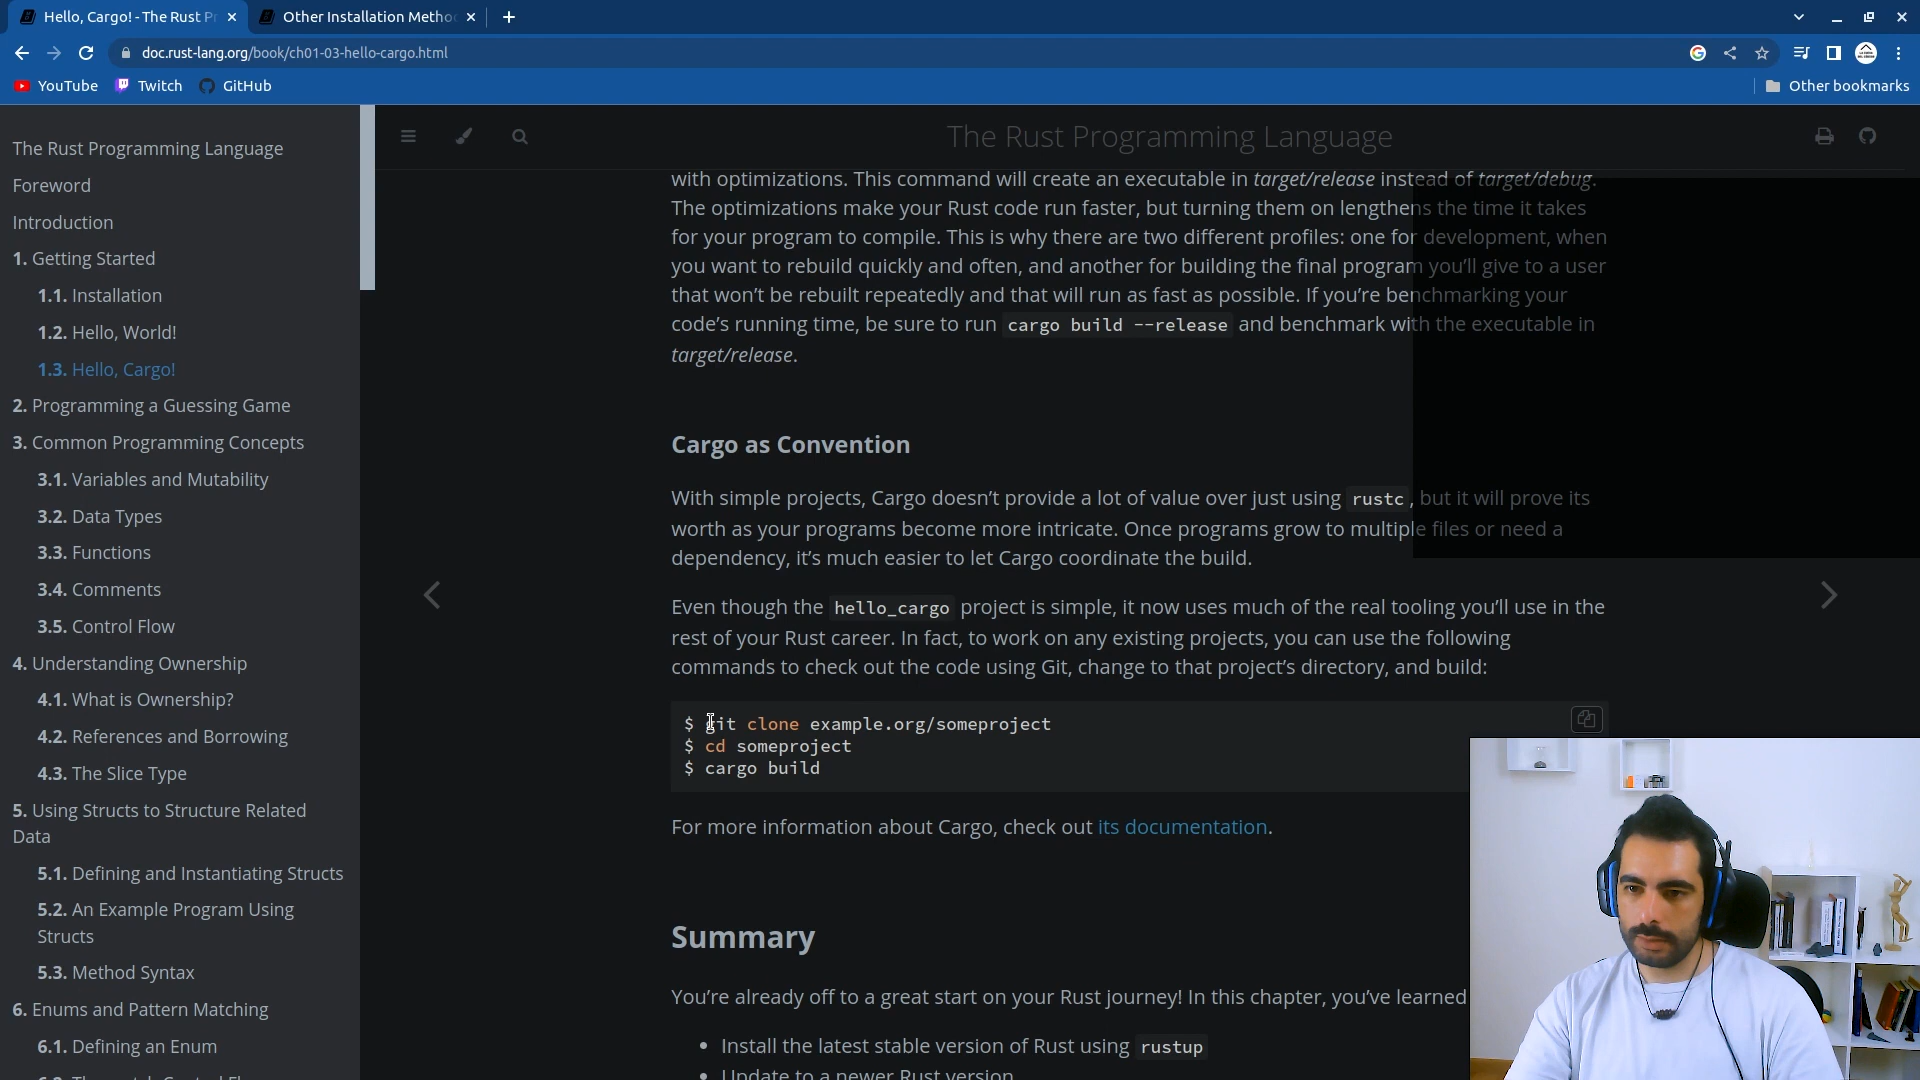 Hello, Cargo! - The Rust Pr
Other Installation Metho
doc.rust-lang.org/book/ch01-03-hello-cargo.html
YouTube
Twitch
GitHub
Other bookmarks
The Rust Programming Language
Foreword
Introduction
1. Getting Started
1.1. Installation
1.2. Hello, World!
1.3. Hello, Cargo!
2. Programming a Guessing Game
3. Common Programming Concepts
3.1. Variables and Mutability
3.2. Data Types
3.3. Functions
3.4. Comments
3.5. Control Flow
4. Understanding Ownership
4.1. What is Ownership?
4.2. References and Borrowing
4.3. The Slice Type
5. Using Structs to Structure Related
Data
5.1. Defining and Instantiating Structs
5.2. An Example Program Using
Structs
5.3. Method Syntax
6. Enums and Pattern Matching
6.1. Defining an Enum
The Rust Programming Language
with optimizations. This command will create an executable in target/release instead of target/debug.
The optimizations make your Rust code run faster, but turning them on lengthens the time it takes
for your program to compile. This is why there are two different profiles: one for development, when
you want to rebuild quickly and often, and another for building the final program you’ll give to a user
that won’t be rebuilt repeatedly and that will run as fast as possible. If you’re benchmarking your
code’s running time, be sure to run cargo build --release and benchmark with the executable in
target/release.
Cargo as Convention
With simple projects, Cargo doesn’t provide a lot of value over just using rustc, but it will prove its
worth as your programs become more intricate. Once programs grow to multiple files or need a
dependency, it’s much easier to let Cargo coordinate the build.
Even though the hello_cargo project is simple, it now uses much of the real tooling you’ll use in the
rest of your Rust career. In fact, to work on any existing projects, you can use the following
commands to check out the code using Git, change to that project’s directory, and build:
$ git clone example.org/someproject
$ cd someproject
$ cargo build
For more information about Cargo, check out its documentation.
Summary
You’re already off to a great start on your Rust journey! In this chapter, you’ve learned
• Install the latest stable version of Rust using rustup
• Update to a newer Rust version